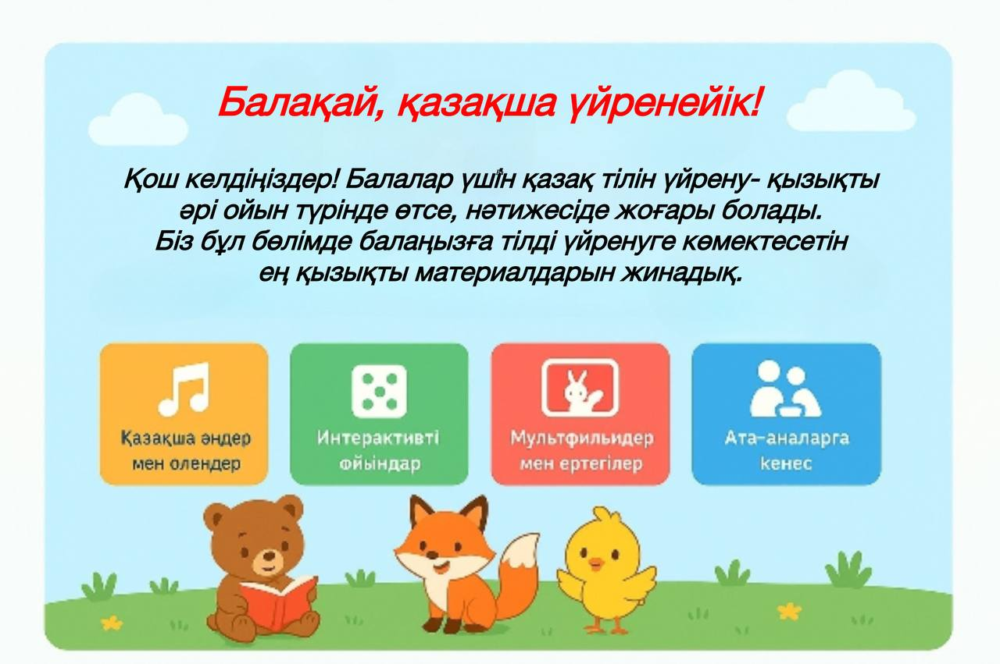 Балақай, қазақша үйренейік!
Қош келдіңіздер! Балалар үшін қазақ тілін үйрену- қызықты
әрі ойын түрінде өтсе, нәтижесіде жоғары болады.
Біз бұл бөлімде балаңызға тілді үйренуге көмектесетін
ең қызықты материалдарын жинадық.
Қазақша әндер
мен олендер
Интерактивті
ойындар
Мультфильидер
мен ертегілер
Ата-аналарга
кенес